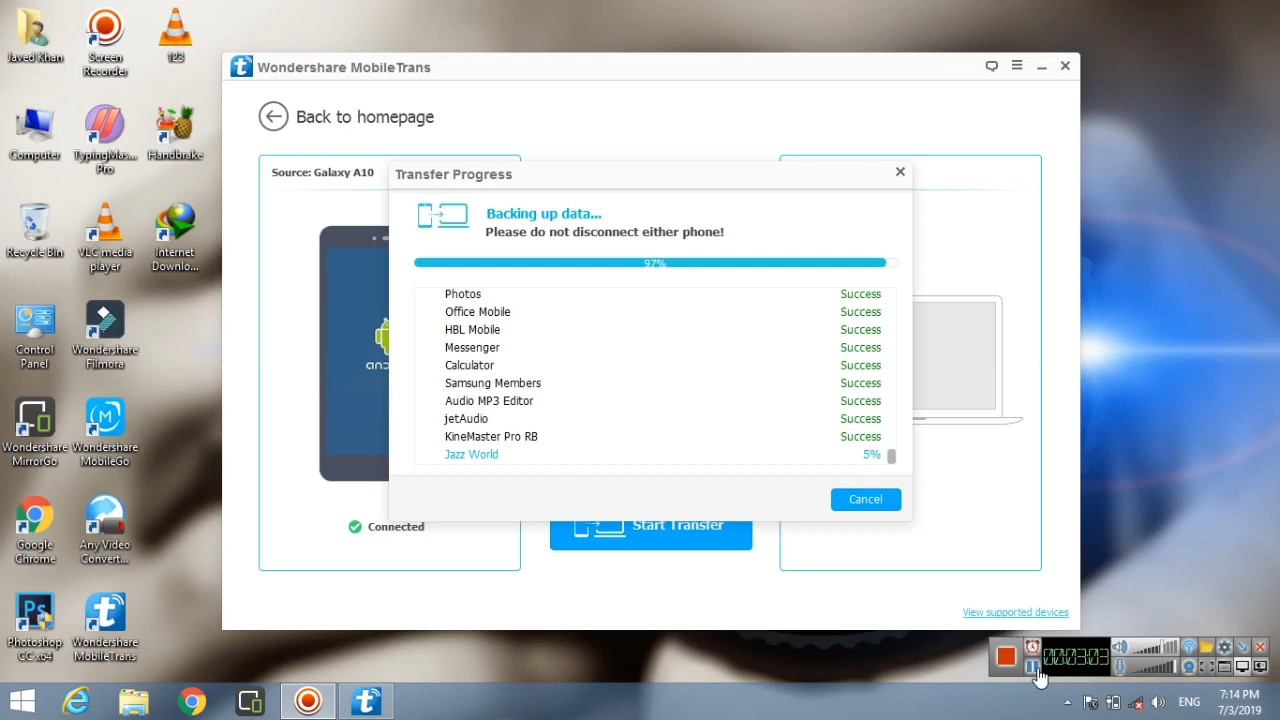 Javed Khan
Screen
Recorder
123
Computer
TypingMas...
Pro
Handbrake
Recycle Bin
VLC media
player
Internet
Downlo...
Control
Panel
Wondershare
Filmora
Wondershare
MirrorGo
Wondershare
MobileGo
Google
Chrome
Any Video
Convert...
Ps
Photoshop
CC x64
Wondershare
MobileTrans
Wondershare MobileTrans
Back to homepage
Source: Galaxy A10
Transfer Progress
Backing up data...
Please do not disconnect either phone!
97%
Photos Success
Office Mobile Success
HBL Mobile Success
Messenger Success
Calculator Success
Samsung Members Success
Audio MP3 Editor Success
jetAudio Success
KineMaster Pro RB Success
Jazz World 5%
Cancel
Connected
Start Transfer
View supported devices
00:03:03
ENG
7:14 PM
7/3/2019